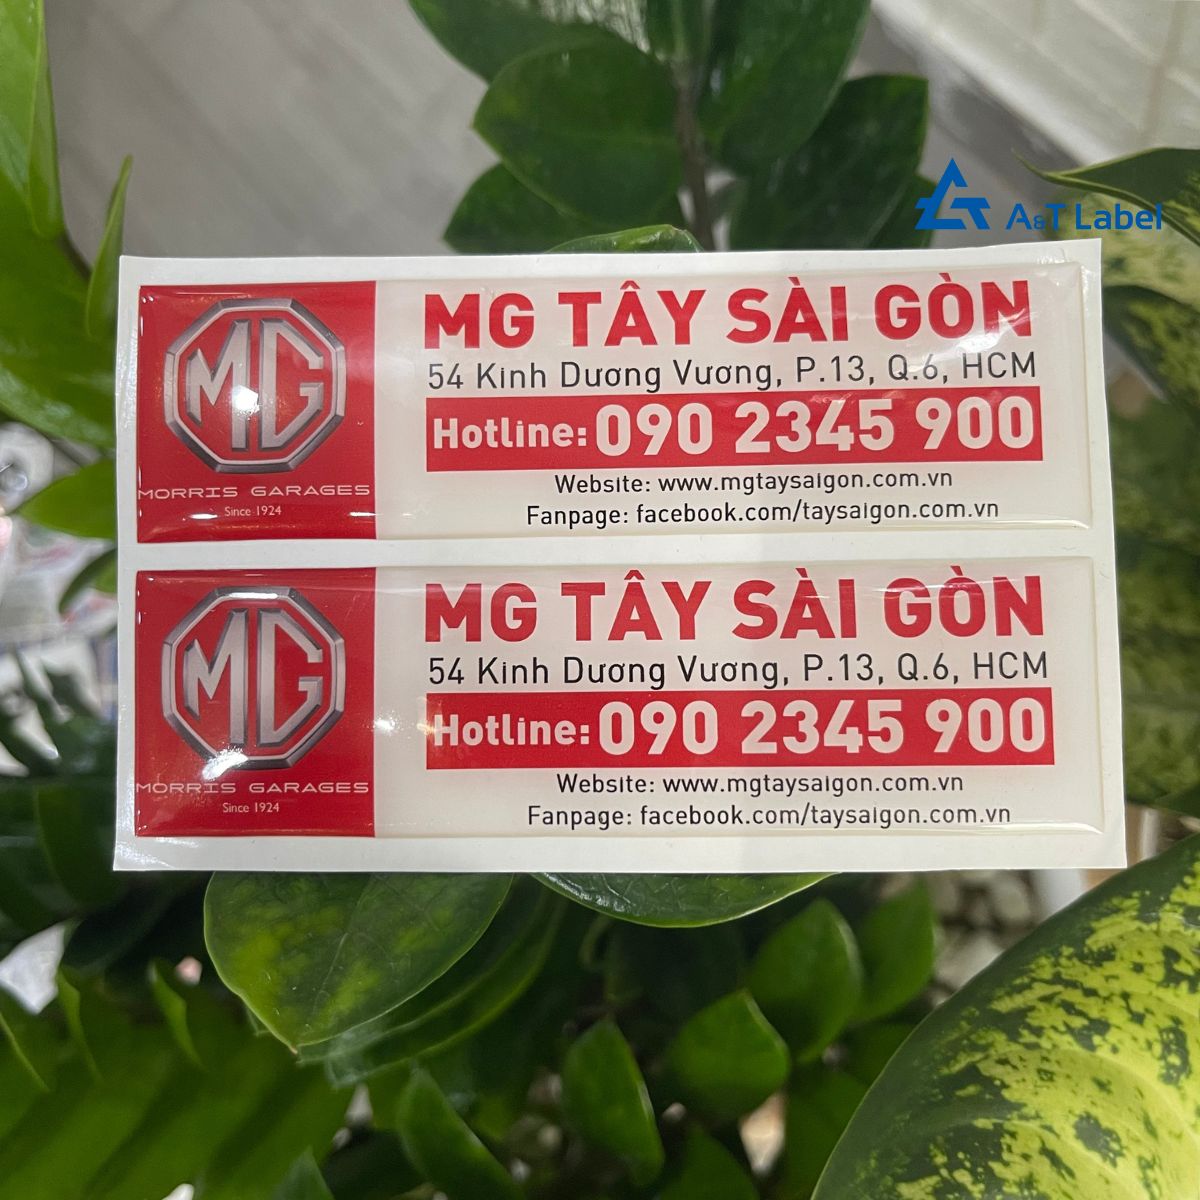 A&T Label
MG
MORRIS GARAGES
Since 1924
MG TÂY SÀI GÒN
54 Kinh Dương Vương, P.13, Q.6, HCM
Hotline: 090 2345 900
Website: www.mgtaysaigon.com.vn
Fanpage: facebook.com/taysaigon.com.vn
MG
MORRIS GARAGES
Since 1924
MG TÂY SÀI GÒN
54 Kinh Dương Vương, P.13, Q.6, HCM
Hotline: 090 2345 900
Website: www.mgtaysaigon.com.vn
Fanpage: facebook.com/taysaigon.com.vn